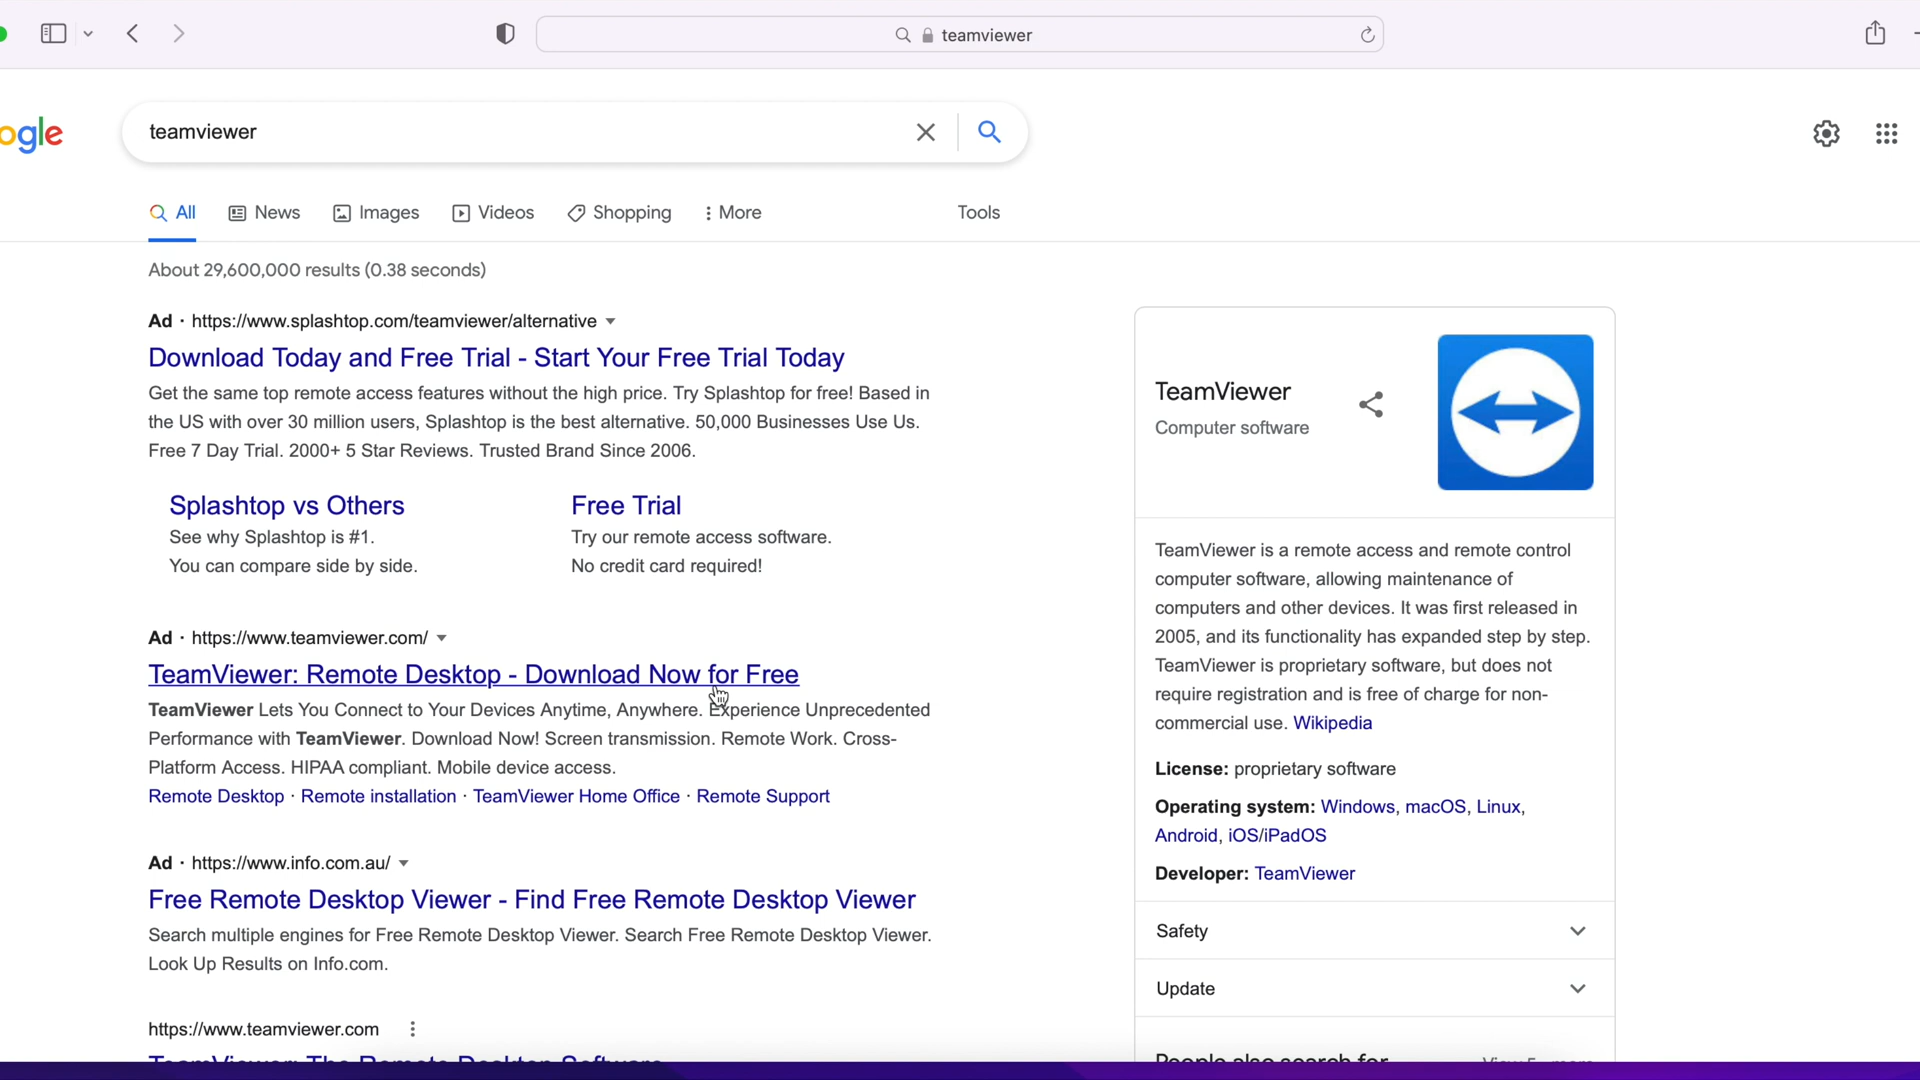 teamviewer
ogle
teamviewer
All
News
Images
Videos
Shopping
More
Tools
About 29,600,000 results (0.38 seconds)
Ad · https://www.splashtop.com/teamviewer/alternative
Download Today and Free Trial - Start Your Free Trial Today
Get the same top remote access features without the high price. Try Splashtop for free! Based in
the US with over 30 million users, Splashtop is the best alternative. 50,000 Businesses Use Us.
Free 7 Day Trial. 2000+ 5 Star Reviews. Trusted Brand Since 2006.
Splashtop vs Others
See why Splashtop is #1.
You can compare side by side.
Free Trial
Try our remote access software.
No credit card required!
Ad · https://www.teamviewer.com/
TeamViewer: Remote Desktop - Download Now for Free
TeamViewer Lets You Connect to Your Devices Anytime, Anywhere. Experience Unprecedented
Performance with TeamViewer. Download Now! Screen transmission. Remote Work. Cross-
Platform Access. HIPAA compliant. Mobile device access.
Remote Desktop · Remote installation · TeamViewer Home Office · Remote Support
Ad · https://www.info.com.au/
Free Remote Desktop Viewer - Find Free Remote Desktop Viewer
Search multiple engines for Free Remote Desktop Viewer. Search Free Remote Desktop Viewer.
Look Up Results on Info.com.
https://www.teamviewer.com
TeamViewer: The Remote Desktop Software
TeamViewer
Computer software
TeamViewer is a remote access and remote control
computer software, allowing maintenance of
computers and other devices. It was first released in
2005, and its functionality has expanded step by step.
TeamViewer is proprietary software, but does not
require registration and is free of charge for non-
commercial use. Wikipedia
License: proprietary software
Operating system: Windows, macOS, Linux,
Android, iOS/iPadOS
Developer: TeamViewer
Safety
Update
People also search for
View 5+ more